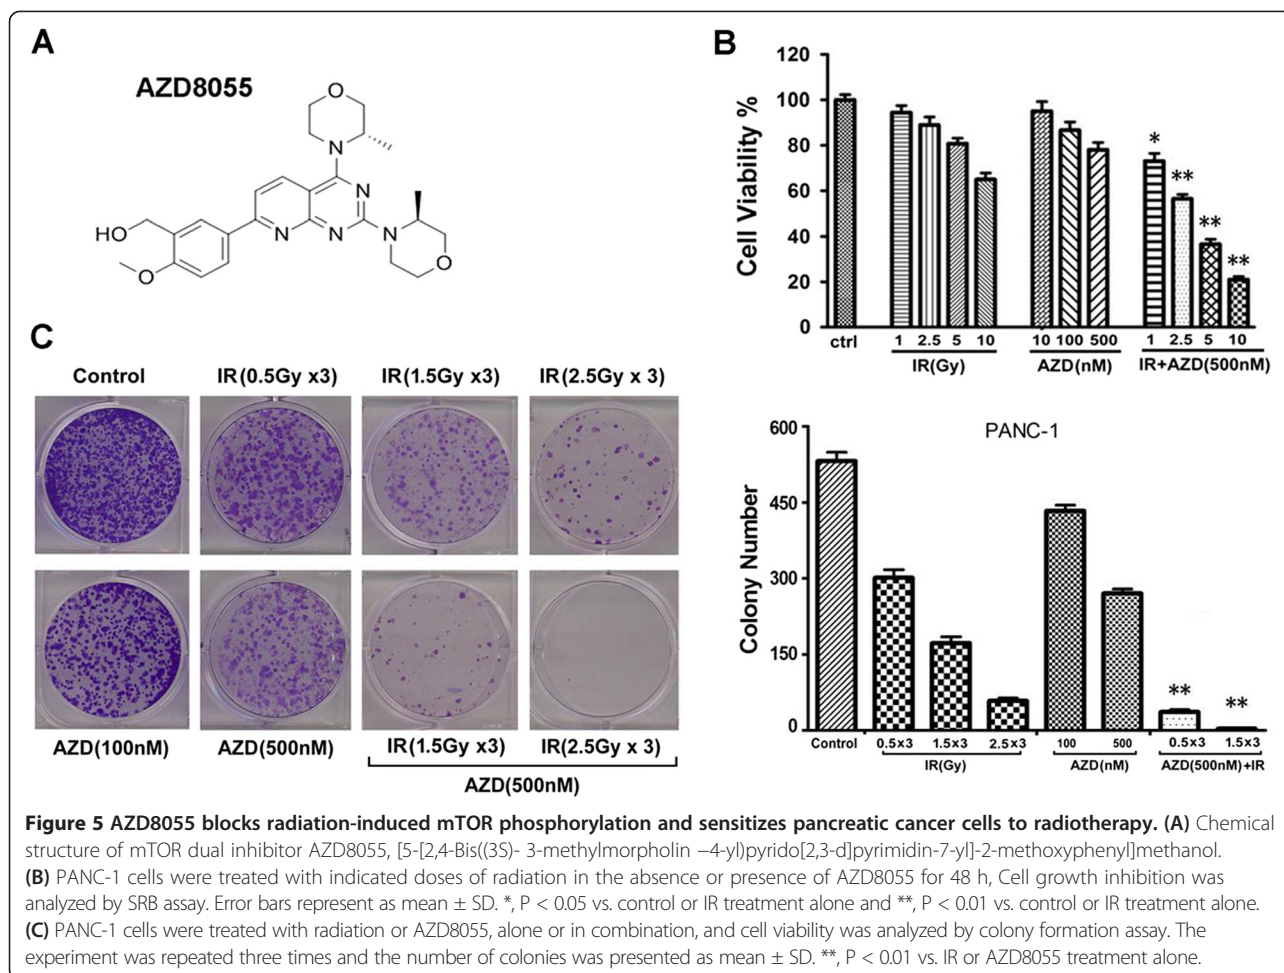 A
AZD8055
O
N
N
N
N
N
O
HO
O
B
120
100
80
60
40
20
0
Cell Viability %
*
**
**
**
ctrl
1 2.5 5 10
10 100 500
1 2.5 5 10
IR(Gy)
AZD(nM)
IR+AZD(500nM)
C
Control
IR(0.5Gy x3)
IR(1.5Gy x3)
IR(2.5Gy x 3)
AZD(100nM)
AZD(500nM)
IR(1.5Gy x3)
IR(2.5Gy x 3)
AZD(500nM)
PANC-1
600
450
300
150
0
Colony Number
**
**
Control
0.5×3 1.5×3 2.5×3
100 500
0.5×3 1.5×3
IR(Gy)
AZD(nM)
AZD(500nM)+IR
Figure 5 AZD8055 blocks radiation-induced mTOR phosphorylation and sensitizes pancreatic cancer cells to radiotherapy. (A) Chemical
structure of mTOR dual inhibitor AZD8055, [5-[2,4-Bis((3S)- 3-methylmorpholin –4-yl)pyrido[2,3-d]pyrimidin-7-yl]-2-methoxyphenyl]methanol.
(B) PANC-1 cells were treated with indicated doses of radiation in the absence or presence of AZD8055 for 48 h, Cell growth inhibition was
analyzed by SRB assay. Error bars represent as mean ± SD. *, P < 0.05 vs. control or IR treatment alone and **, P < 0.01 vs. control or IR treatment alone.
(C) PANC-1 cells were treated with radiation or AZD8055, alone or in combination, and cell viability was analyzed by colony formation assay. The
experiment was repeated three times and the number of colonies was presented as mean ± SD. **, P < 0.01 vs. IR or AZD8055 treatment alone.